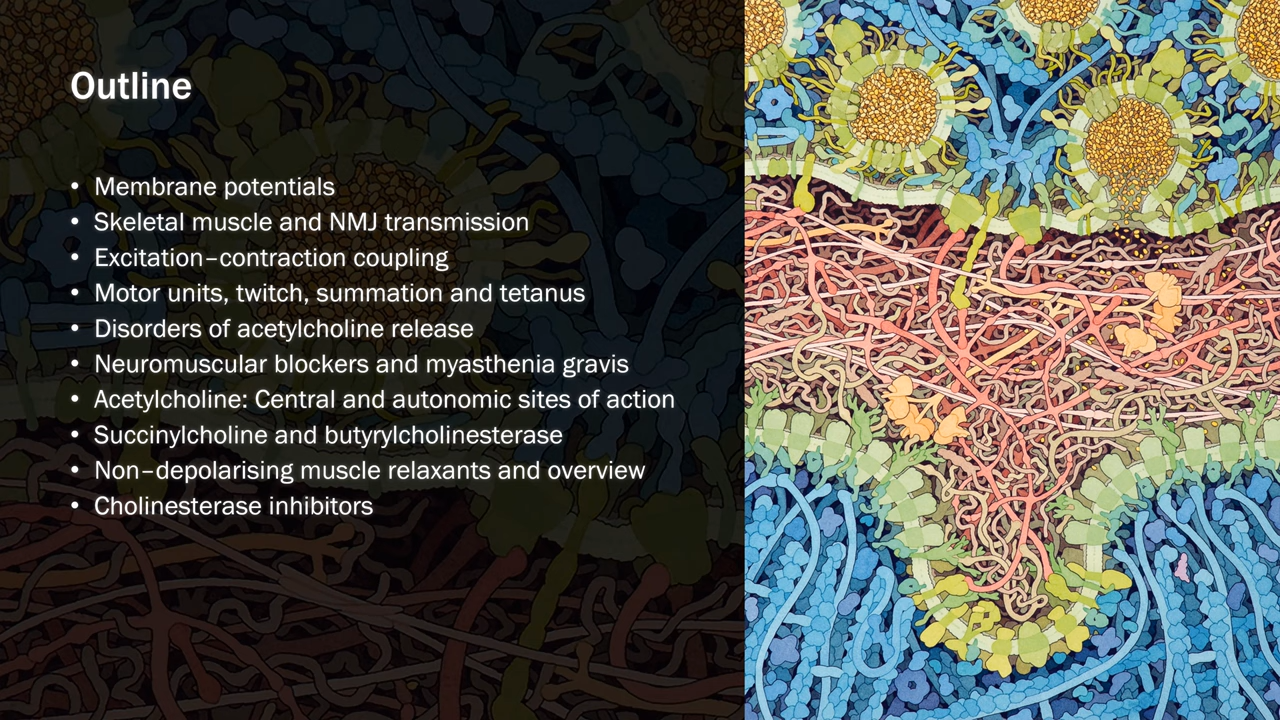 Outline
• Membrane potentials
• Skeletal muscle and NMJ transmission
• Excitation–contraction coupling
• Motor units, twitch, summation and tetanus
• Disorders of acetylcholine release
• Neuromuscular blockers and myasthenia gravis
• Acetylcholine: Central and autonomic sites of action
• Succinylcholine and butyrylcholinesterase
• Non–depolarising muscle relaxants and overview
• Cholinesterase inhibitors